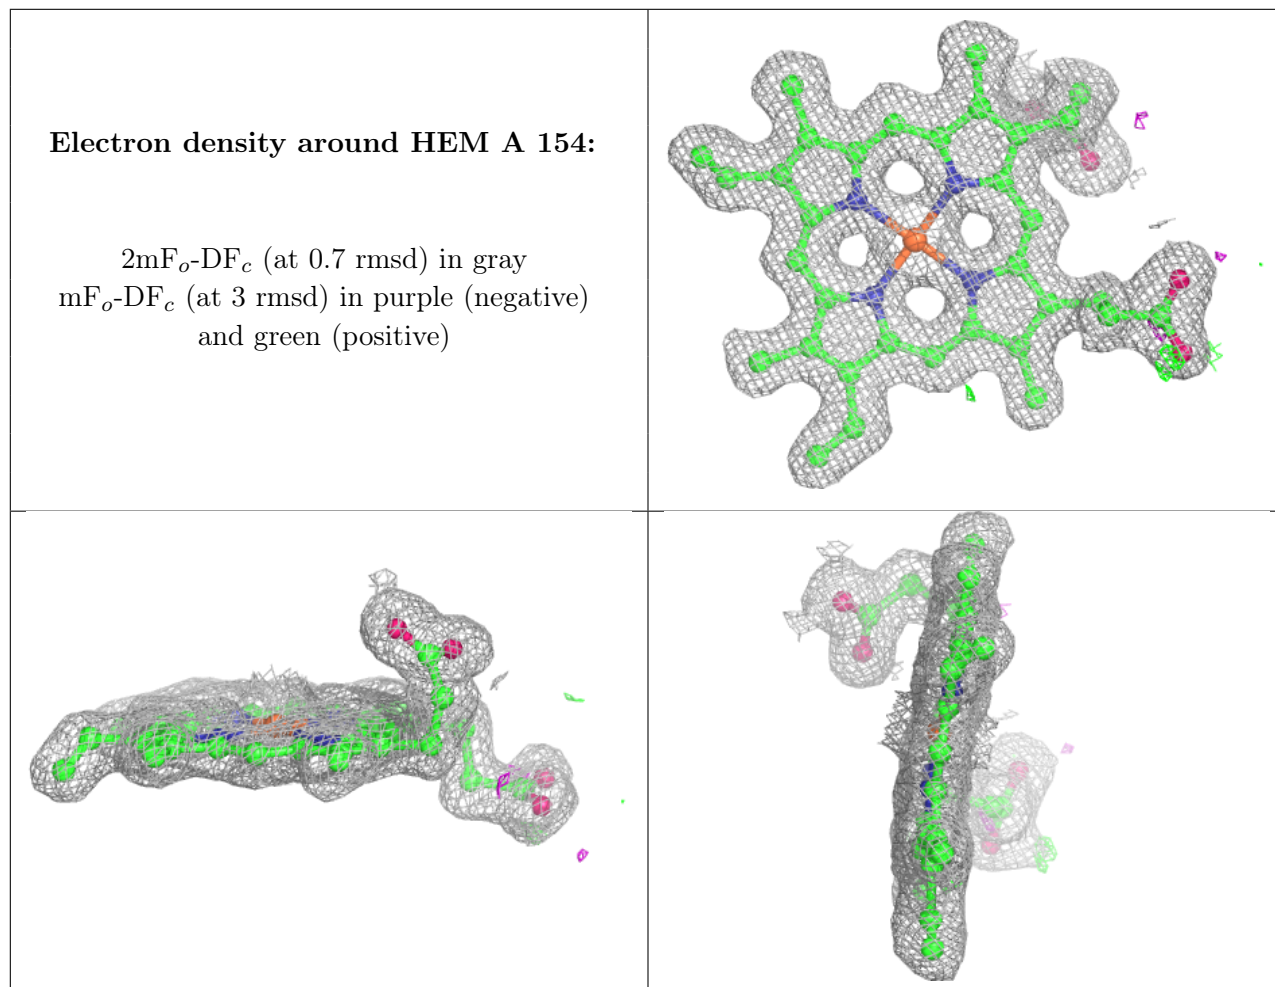 Electron density around HEM A 154:
2mFo-DFc (at 0.7 rmsd) in gray
mFo-DFc (at 3 rmsd) in purple (negative)
and green (positive)